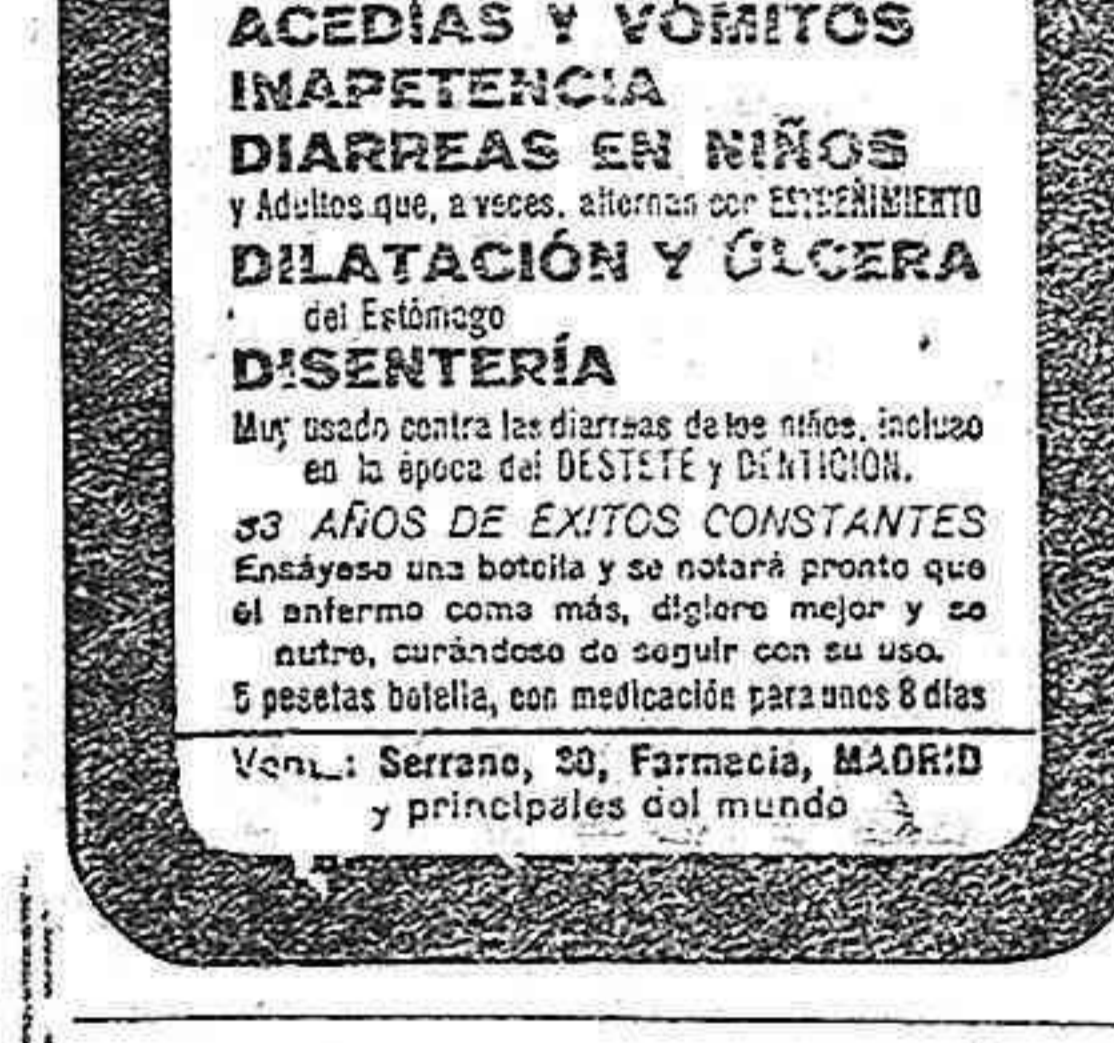 ACEDÍAS Y VÓMITOS
INAPETENCIA
DIARREAS EN NIÑOS
y Adultos que, a veces, alternan con ESTREÑIMIENTO
DILATACIÓN Y ÚLCERA
del Estómago
DISENTERÍA
Muy usado contra las diarreas de los niños, incluso
en la época del DESTETE y DENTICIÓN.
33 AÑOS DE ÉXITOS CONSTANTES
Ensáyese una botella y se notará pronto que
el enfermo come más, digiere mejor y se
nutre, curándose de seguir con su uso.
5 pesetas botella, con medicación para unos 8 días
Serrano, 30, Farmacia, MADRID
y principales del mundo